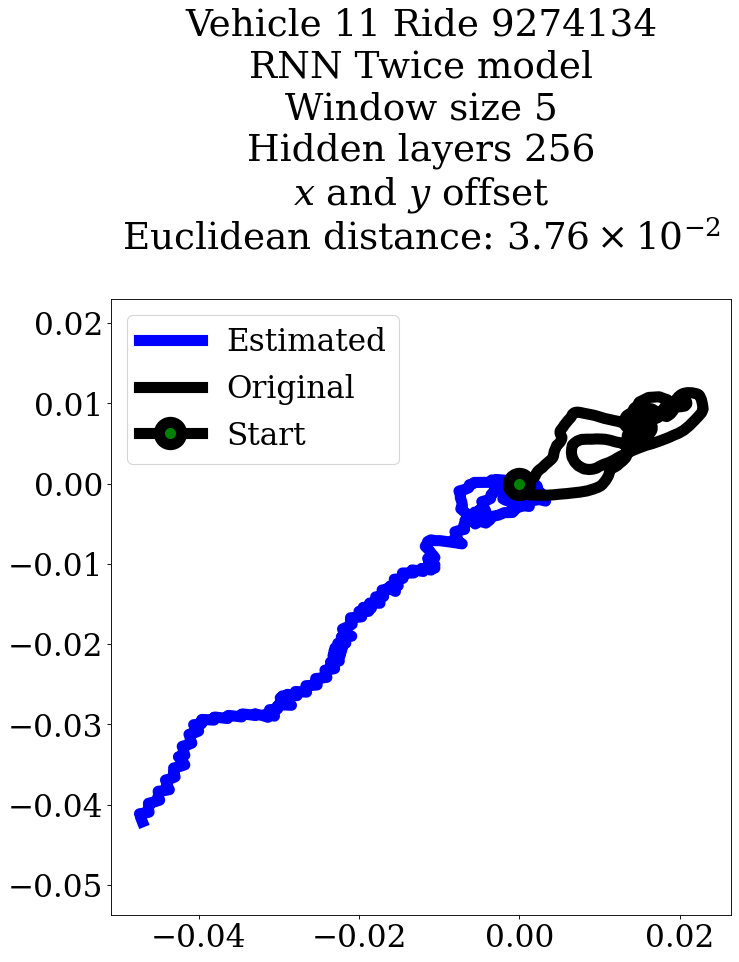 Vehicle 11 Ride 9274134
RNN Twice model
Window size 5
Hidden layers 256
x and y offset
Euclidean distance: 3.76 × 10⁻²
Estimated
Original
Start
0.02
0.01
0.00
−0.01
−0.02
−0.03
−0.04
−0.05
−0.04 −0.02 0.00 0.02